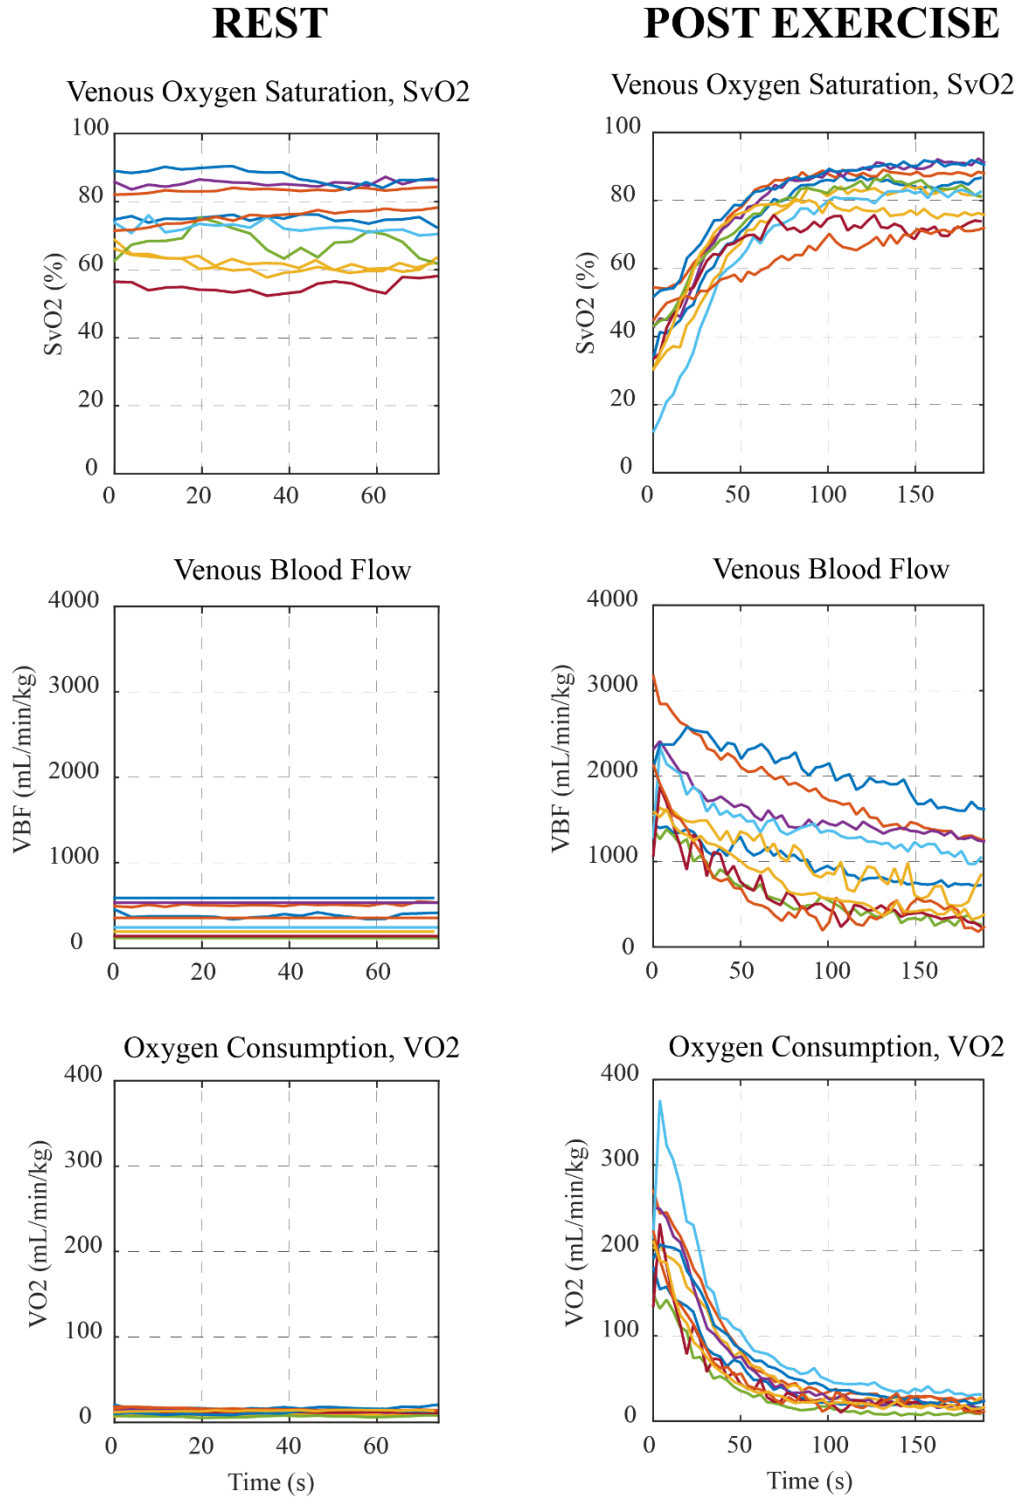 REST
POST EXERCISE
Venous Oxygen Saturation, SvO2
Venous Oxygen Saturation, SvO2
100
80
60
40
20
0
SvO2 (%)
0 20 40 60
100
80
60
40
20
0
SvO2 (%)
0 50 100 150
Venous Blood Flow
Venous Blood Flow
4000
3000
2000
1000
0
VBF (mL/min/kg)
0 20 40 60
4000
3000
2000
1000
0
VBF (mL/min/kg)
0 50 100 150
Oxygen Consumption, VO2
Oxygen Consumption, VO2
400
300
200
100
0
VO2 (mL/min/kg)
0 20 40 60
Time (s)
400
300
200
100
0
VO2 (mL/min/kg)
0 50 100 150
Time (s)